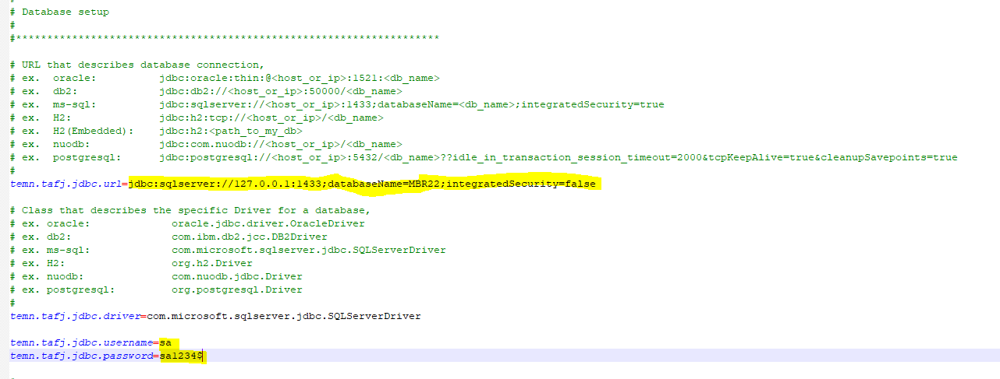 #
# Database setup
#
#********************************************************************
# URL that describes database connection,
# ex. oracle: jdbc:oracle:thin:@<host_or_ip>:1521:<db_name>
# ex. db2: jdbc:db2://<host_or_ip>:50000/<db_name>
# ex. ms-sql: jdbc:sqlserver://<host_or_ip>:1433;databaseName=<db_name>;integratedSecurity=true
# ex. H2: jdbc:h2:tcp://<host_or_ip>/<db_name>
# ex. H2(Embedded): jdbc:h2:<path_to_my_db>
# ex. nuodb: jdbc:com.nuodb://<host_or_ip>/<db_name>
# ex. postgresql: jdbc:postgresql://<host_or_ip>:5432/<db_name>??idle_in_transaction_session_timeout=2000&tcpKeepAlive=true&cleanupSavepoints=true
#
temn.tafj.jdbc.url=jdbc:sqlserver://127.0.0.1:1433;databaseName=MBR22;integratedSecurity=false
# Class that describes the specific Driver for a database,
# ex. oracle: oracle.jdbc.driver.OracleDriver
# ex. db2: com.ibm.db2.jcc.DB2Driver
# ex. ms-sql: com.microsoft.sqlserver.jdbc.SQLServerDriver
# ex. H2: org.h2.Driver
# ex. nuodb: com.nuodb.jdbc.Driver
# ex. postgresql: org.postgresql.Driver
#
temn.tafj.jdbc.driver=com.microsoft.sqlserver.jdbc.SQLServerDriver
temn.tafj.jdbc.username=sa
temn.tafj.jdbc.password=sa1234$
#